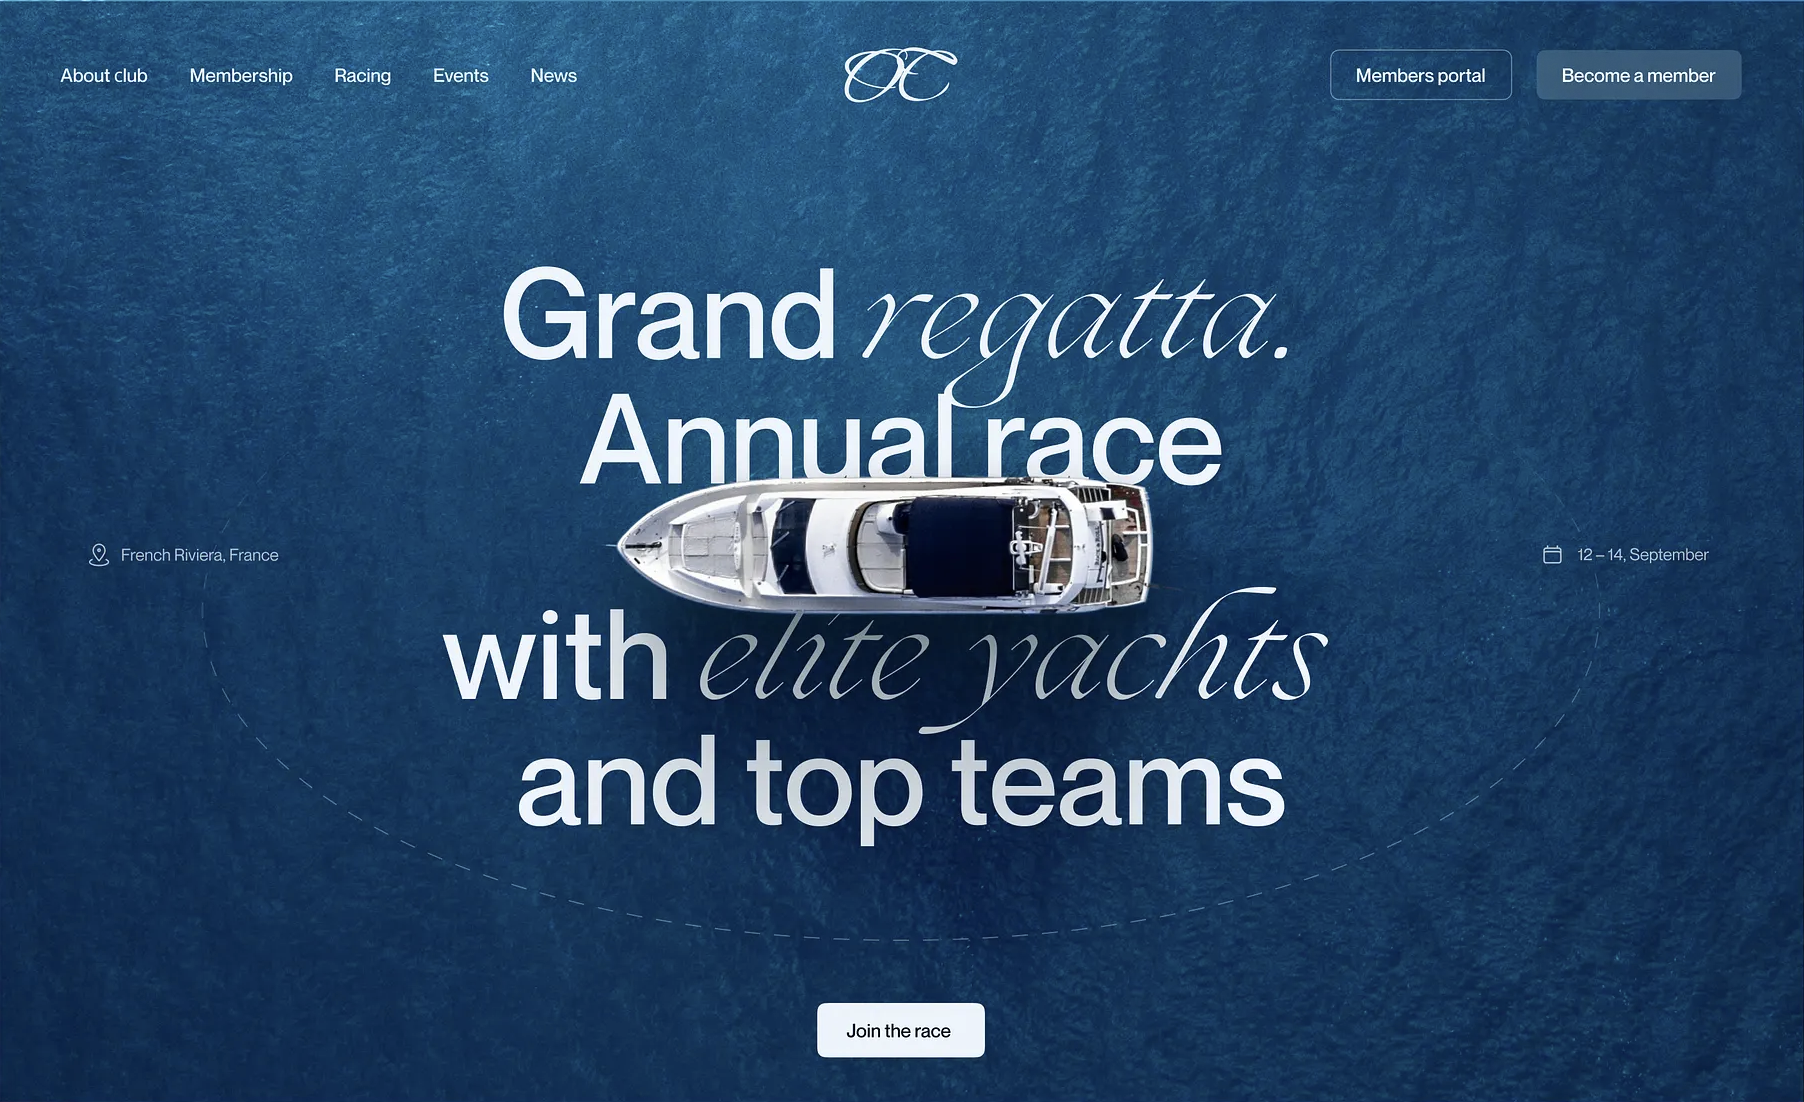 About club
Membership
Racing
Events
News
OC
Members portal
Become a member
Grand regatta.
Annual race
French Riviera, France
12 – 14, September
with elite yachts
and top teams
Join the race